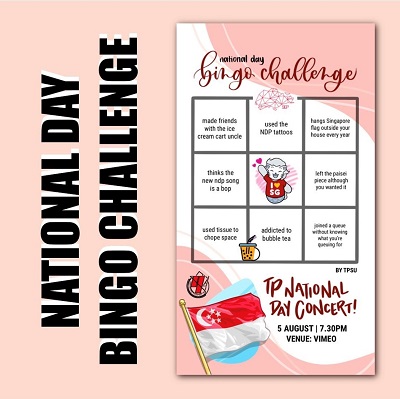 NATIONAL DAY
BINGO CHALLENGE
national day
bingo challenge
made friends
with the ice
cream cart uncle
used the
NDP tattoos
hangs Singapore
flag outside your
house every year
thinks the
new ndp song
is a bop
I ♥
SG
left the paisei
piece although
you wanted it
used tissue to
chope space
addicted to
bubble tea
joined a queue
without knowing
what you're
queuing for
BY TPSU
TP NATIONAL
DAY CONCERT!
5 AUGUST | 7.30PM
VENUE: VIMEO